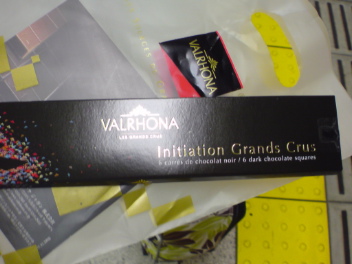 VALRHONA
VALRHONA
LES GRANDS CRUS
Initiation Grands Crus
6 carrés de chocolat noir / 6 dark chocolate squares